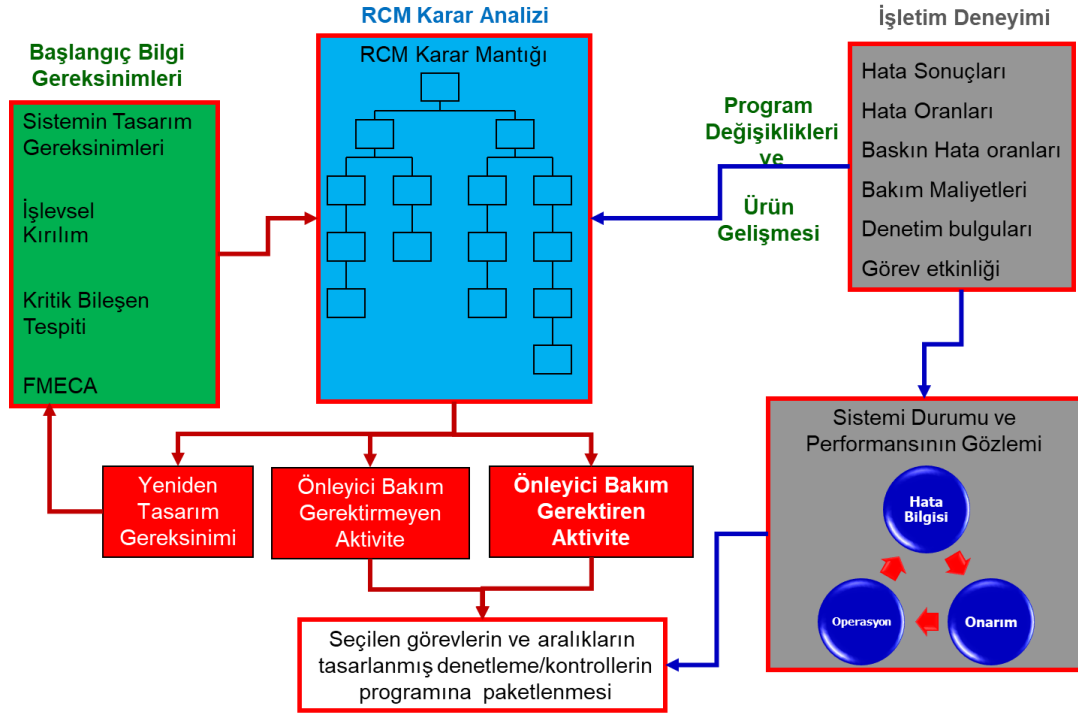 RCM Karar Analizi
İşletim Deneyimi
Başlangıç Bilgi
Gereksinimleri
Sistemin Tasarım
Gereksinimleri
İşlevsel
Kırılım
Kritik Bileşen
Tespiti
FMECA
RCM Karar Mantığı
Program
Değişiklikleri
ve
Ürün
Gelişmesi
Hata Sonuçları
Hata Oranları
Baskın Hata oranları
Bakım Maliyetleri
Denetim bulguları
Görev etkinliği
Sistemi Durumu ve
Performansının Gözlemi
Hata
Bilgisi
Operasyon
Onarım
Yeniden
Tasarım
Gereksinimi
Önleyici Bakım
Gerektirmeyen
Aktivite
Önleyici Bakım
Gerektiren
Aktivite
Seçilen görevlerin ve aralıkların
tasarlanmış denetleme/kontrollerin
programına paketlenmesi